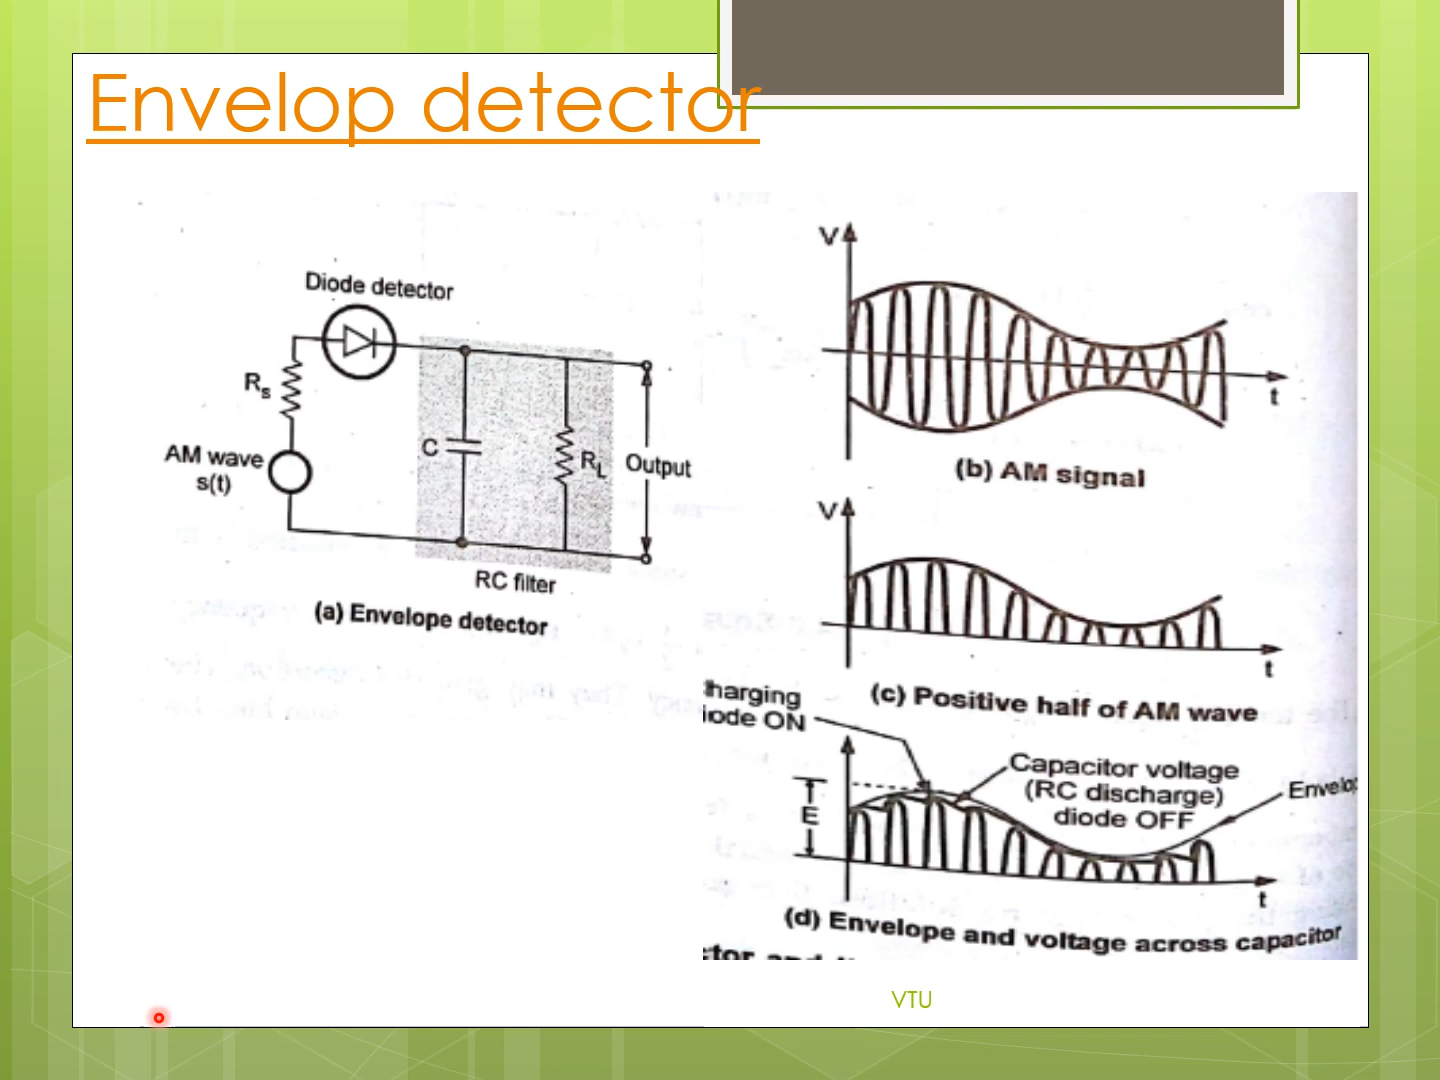 Envelop detector
Diode detector
Rs
AM wave
s(t)
C
RL
Output
RC filter
(a) Envelope detector
V
t
(b) AM signal
V
t
(c) Positive half of AM wave
harging
iode ON
Capacitor voltage
(RC discharge)
diode OFF
Envelop
E
t
(d) Envelope and voltage across capacitor
VTU